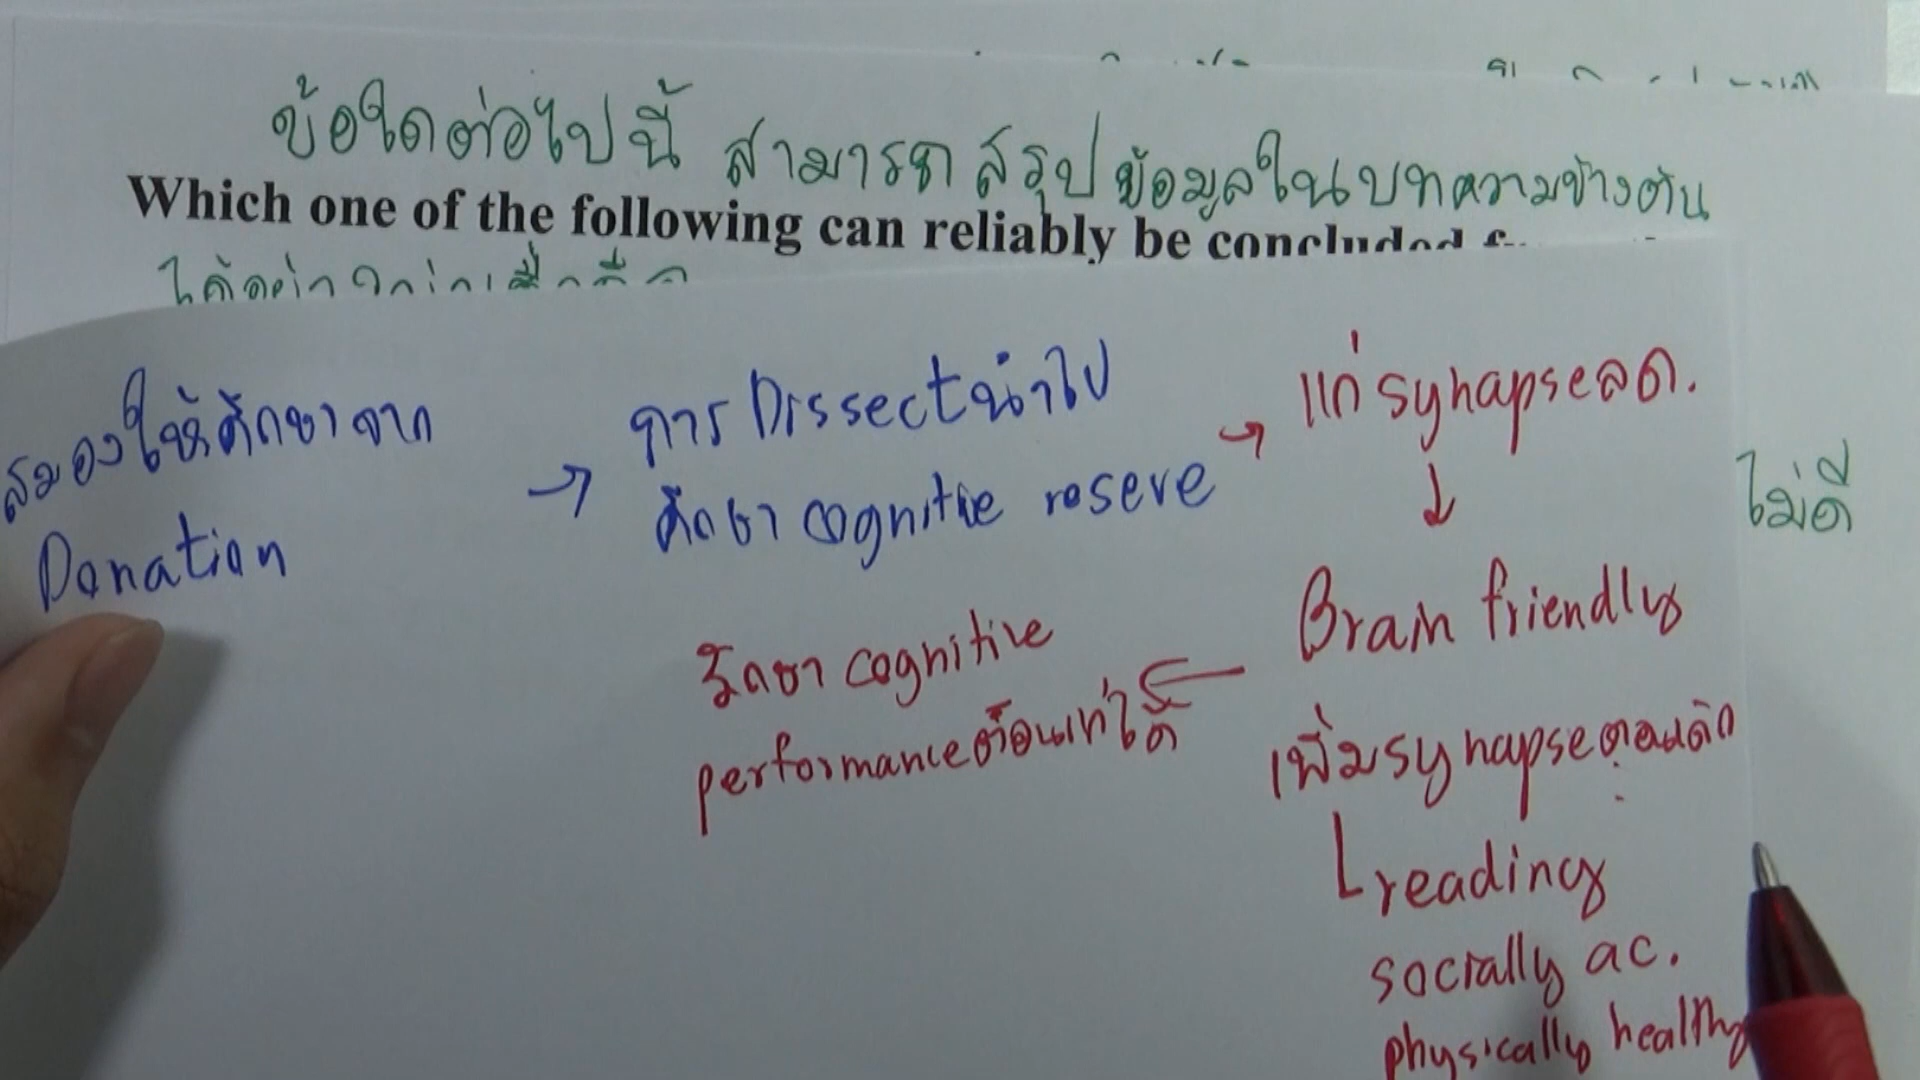 ข้อใดต่อไปนี้ สามารถ สรุปข้อมูลในบทความข้างต้น
Which one of the following can reliably be concluded
สมองให้ศึกษาจาก
Donation
→ การ Dissect นำไป
ศึกษา cognitive reserve
→ แก่ synapse ลด.
↓
ไม่ดี
Brain friendly
เพิ่ม synapse ตอนเด็ก
รักษา cognitive
performance ตอนแก่ได้
reading
socially ac.
physically healthy